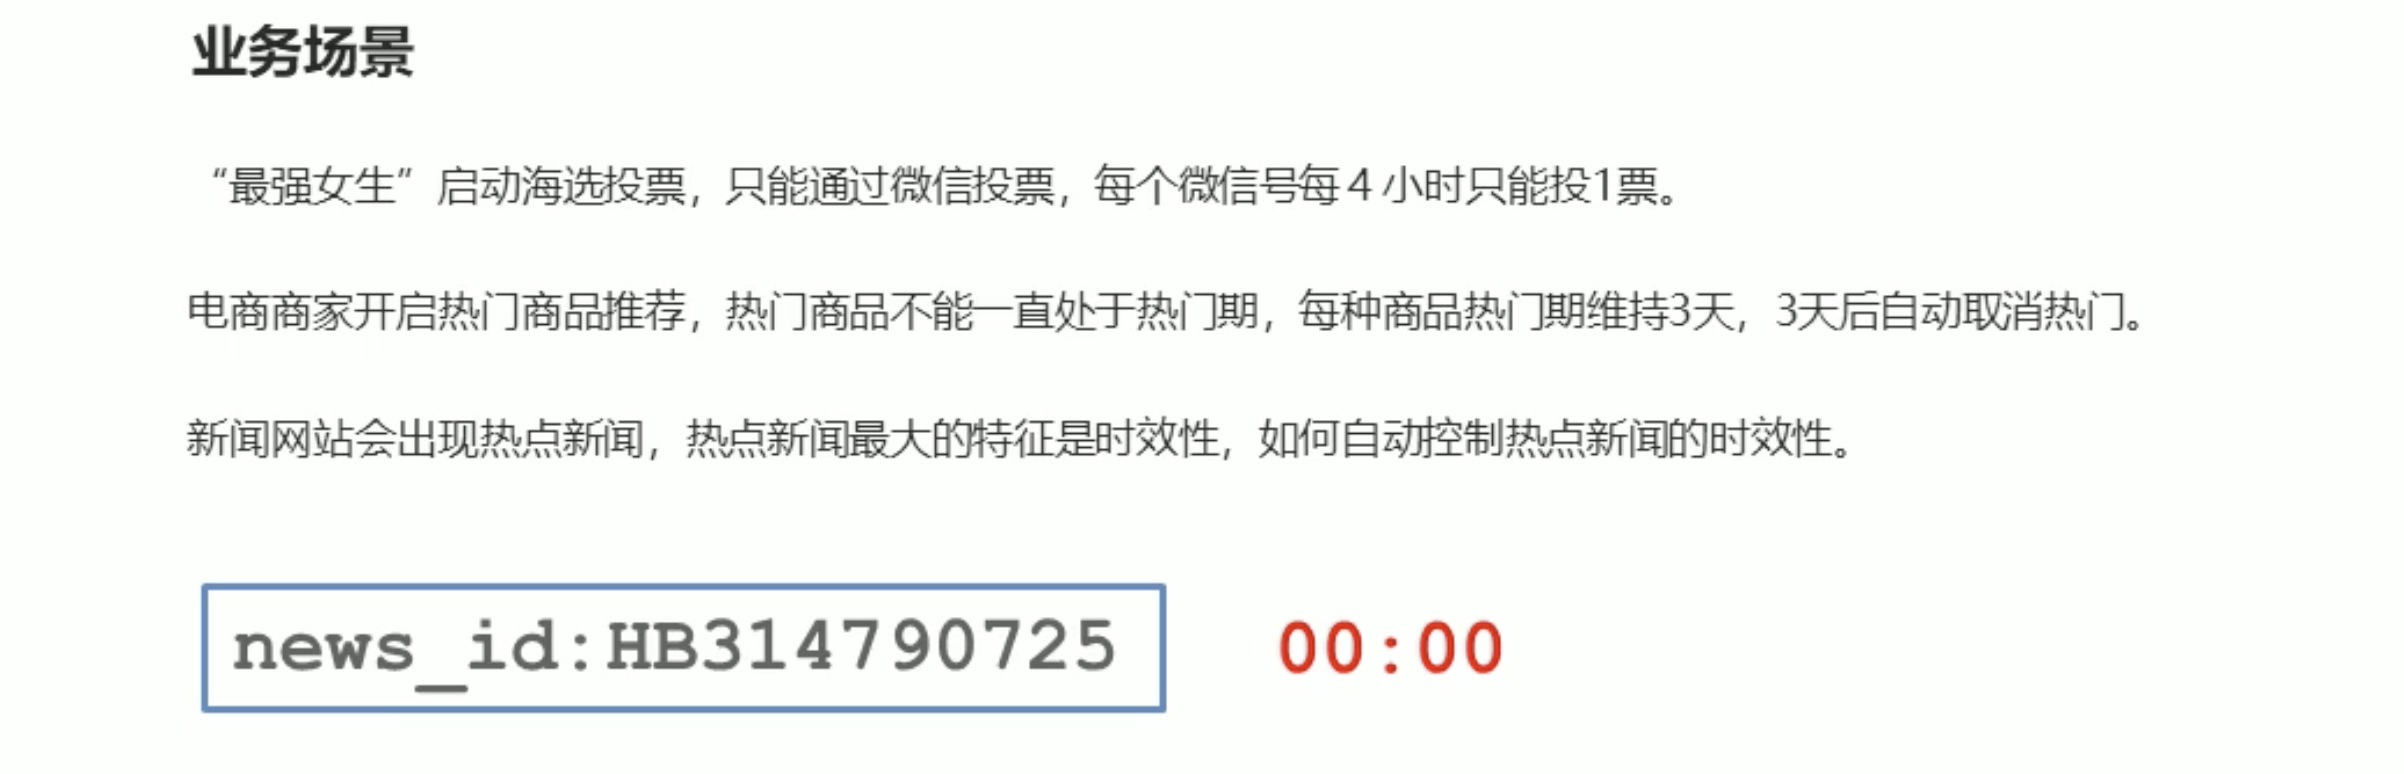 业务场景
“最强女生”启动海选投票，只能通过微信投票，每个微信号每 4 小时只能投1票。
电商商家开启热门商品推荐，热门商品不能一直处于热门期，每种商品热门期维持3天，3天后自动取消热门。
新闻网站会出现热点新闻，热点新闻最大的特征是时效性，如何自动控制热点新闻的时效性。
news_id:HB314790725 00:00